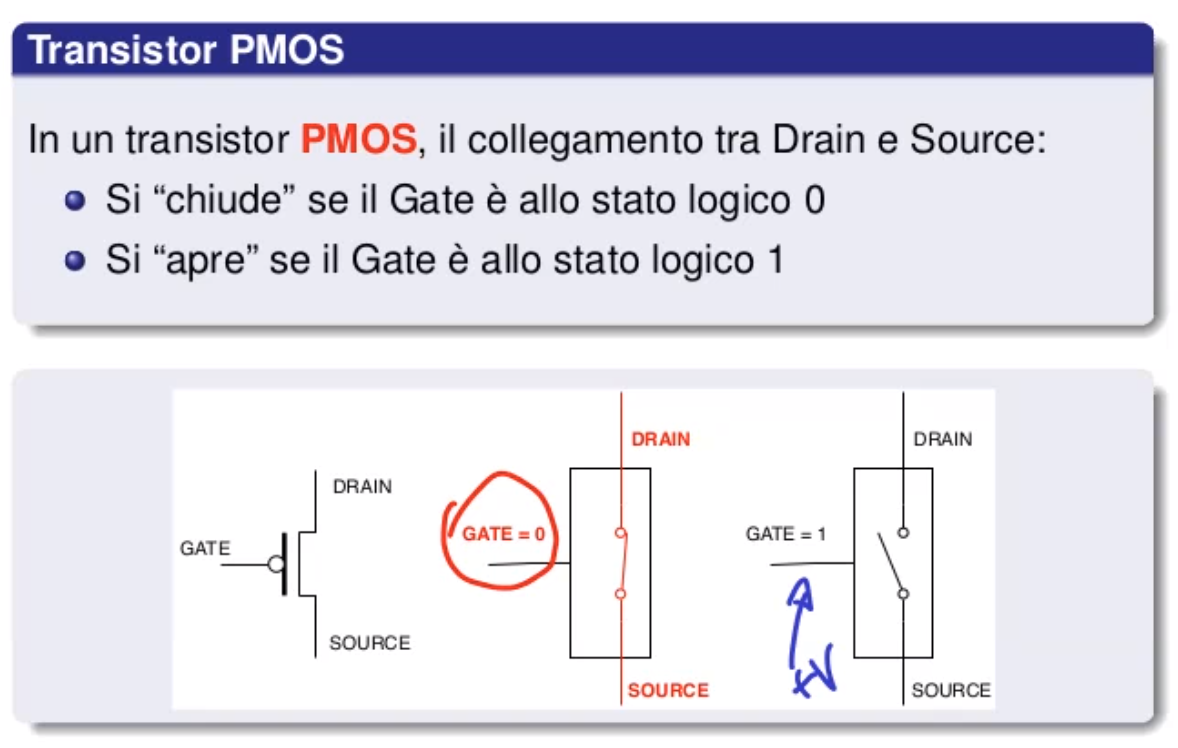 Transistor PMOS
In un transistor PMOS, il collegamento tra Drain e Source:
Si “chiude” se il Gate è allo stato logico 0
Si “apre” se il Gate è allo stato logico 1
DRAIN
GATE
SOURCE
DRAIN
GATE = 0
SOURCE
DRAIN
GATE = 1
+V
SOURCE